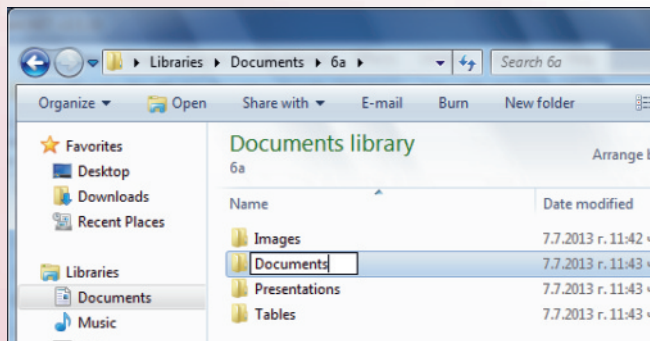 Libraries ▸ Documents ▸ 6a ▸ Search 6a
Organize Open Share with E-mail Burn New folder
Favorites
Desktop
Downloads
Recent Places
Libraries
Documents
Music
Documents library
6a
Arrange
Name Date modified
Images 7.7.2013 г. 11:42
Documents 7.7.2013 г. 11:43
Presentations 7.7.2013 г. 11:43
Tables 7.7.2013 г. 11:43